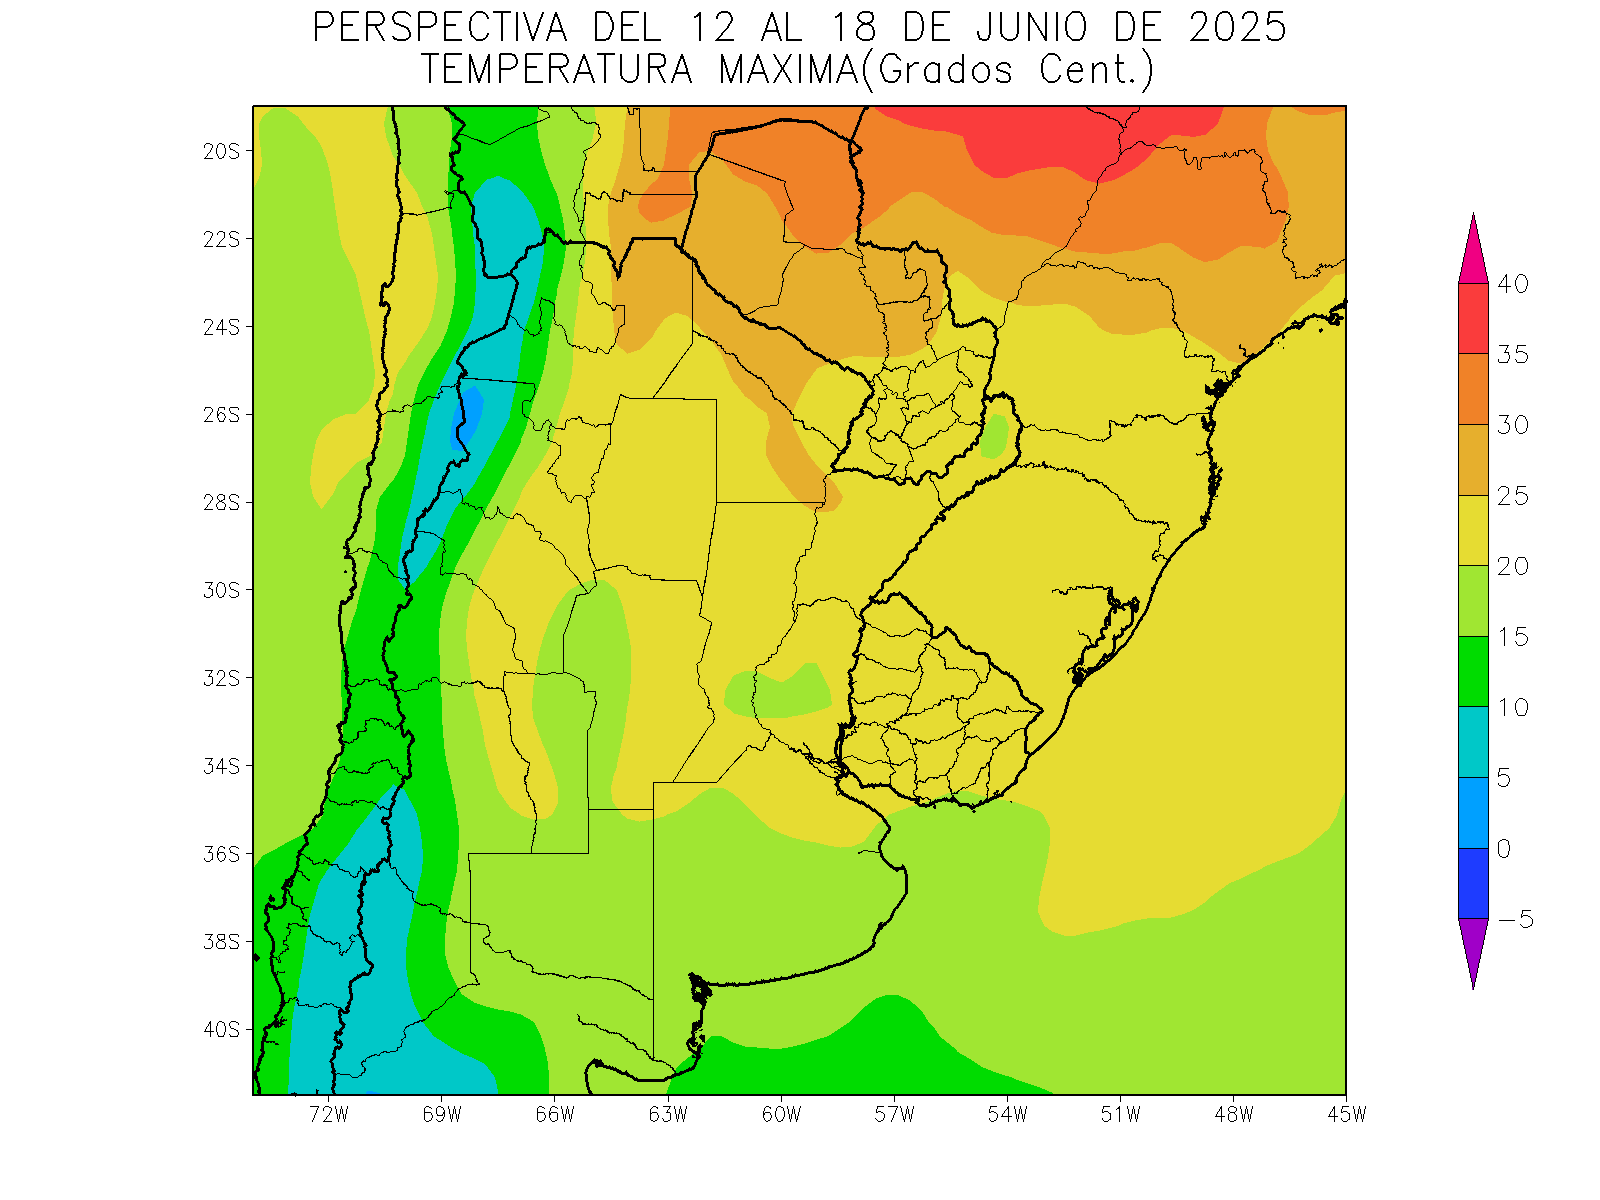 PERSPECTIVA DEL 12 AL 18 DE JUNIO DE 2025
TEMPERATURA MAXIMA(Grados Cent.)
20S
22S
24S
26S
28S
30S
32S
34S
36S
38S
40S
72W
69W
66W
63W
60W
57W
54W
51W
48W
45W
40
35
30
25
20
15
10
5
0
−5